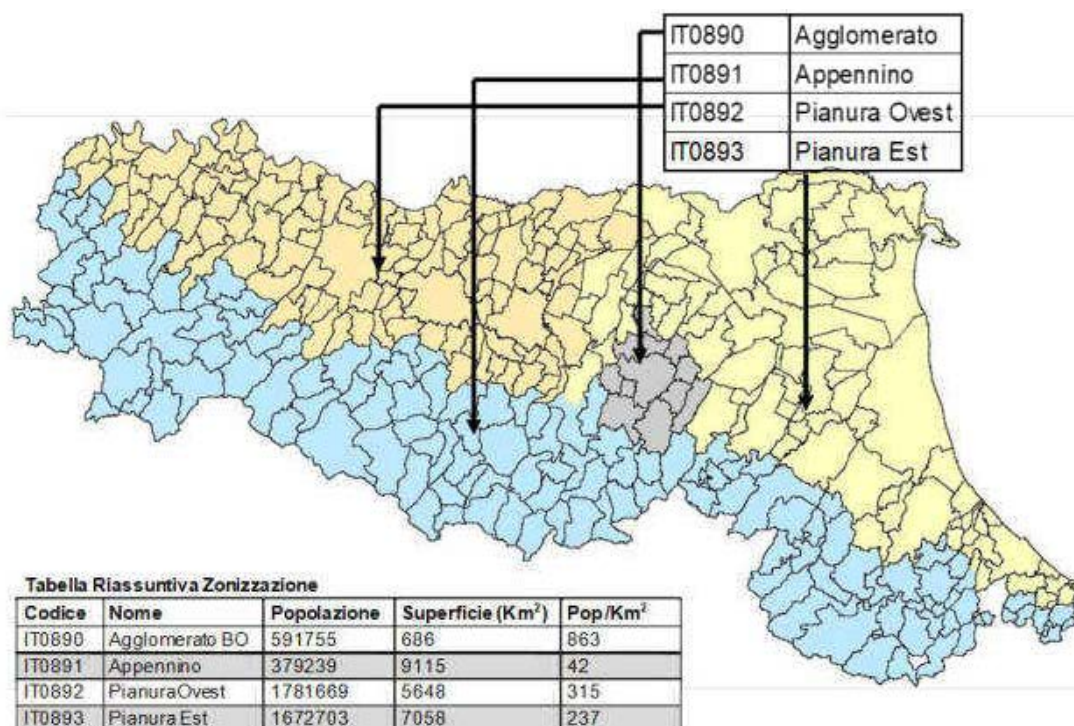 IT0890 Agglomerato
IT0891 Appennino
IT0892 Pianura Ovest
IT0893 Pianura Est
Tabella Riassuntiva Zonizzazione
Codice Nome Popolazione Superficie (Km²) Pop/Km²
IT0890 Agglomerato BO 591755 686 863
IT0891 Appennino 379239 9115 42
IT0892 PianuraOvest 1781669 5648 315
IT0893 Pianura Est 1672703 7058 237